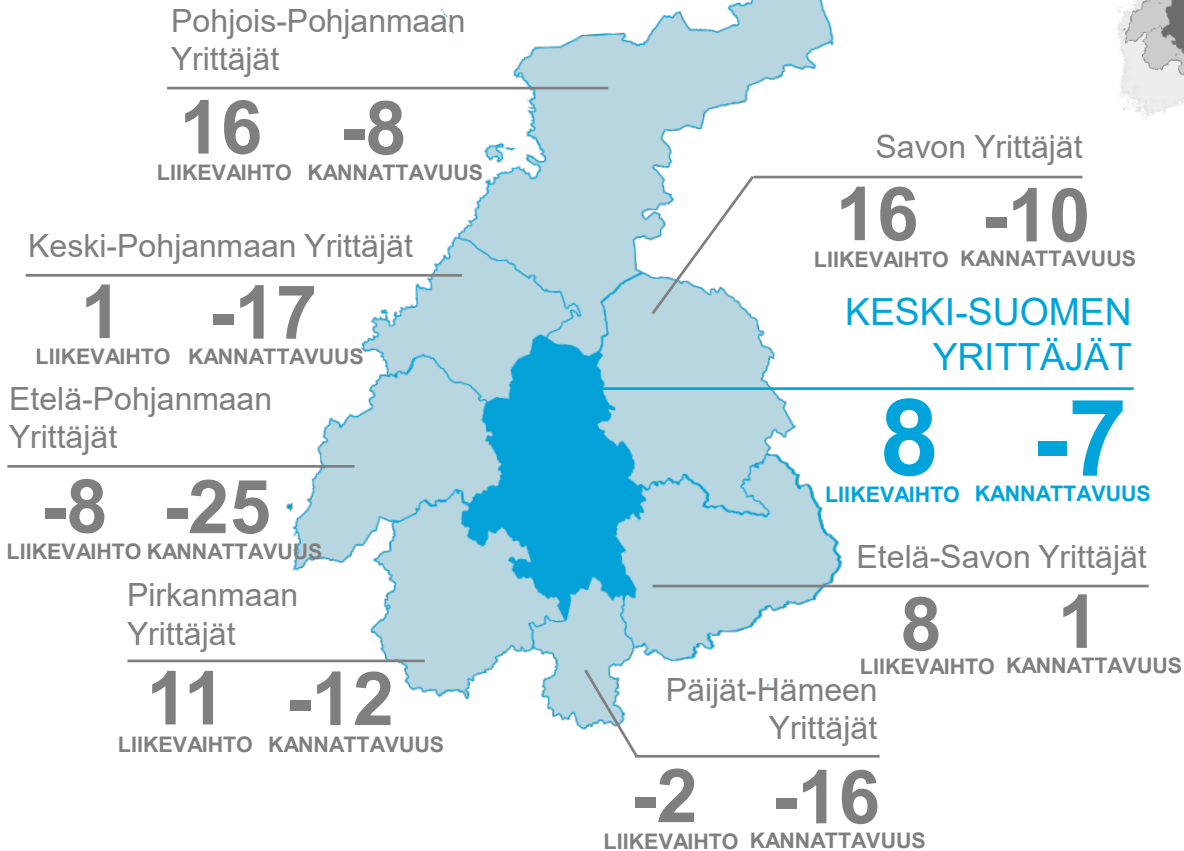 Pohjois-Pohjanmaan
Yrittäjät
16 -8
LIIKEVAIHTO KANNATTAVUUS
Savon Yrittäjät
16 -10
LIIKEVAIHTO KANNATTAVUUS
Keski-Pohjanmaan Yrittäjät
1 -17
LIIKEVAIHTO KANNATTAVUUS
KESKI-SUOMEN
YRITTÄJÄT
8 -7
LIIKEVAIHTO KANNATTAVUUS
Etelä-Pohjanmaan
Yrittäjät
-8 -25
LIIKEVAIHTO KANNATTAVUUS
Etelä-Savon Yrittäjät
8 1
LIIKEVAIHTO KANNATTAVUUS
Pirkanmaan
Yrittäjät
11 -12
LIIKEVAIHTO KANNATTAVUUS
Päijät-Hämeen
Yrittäjät
-2 -16
LIIKEVAIHTO KANNATTAVUUS